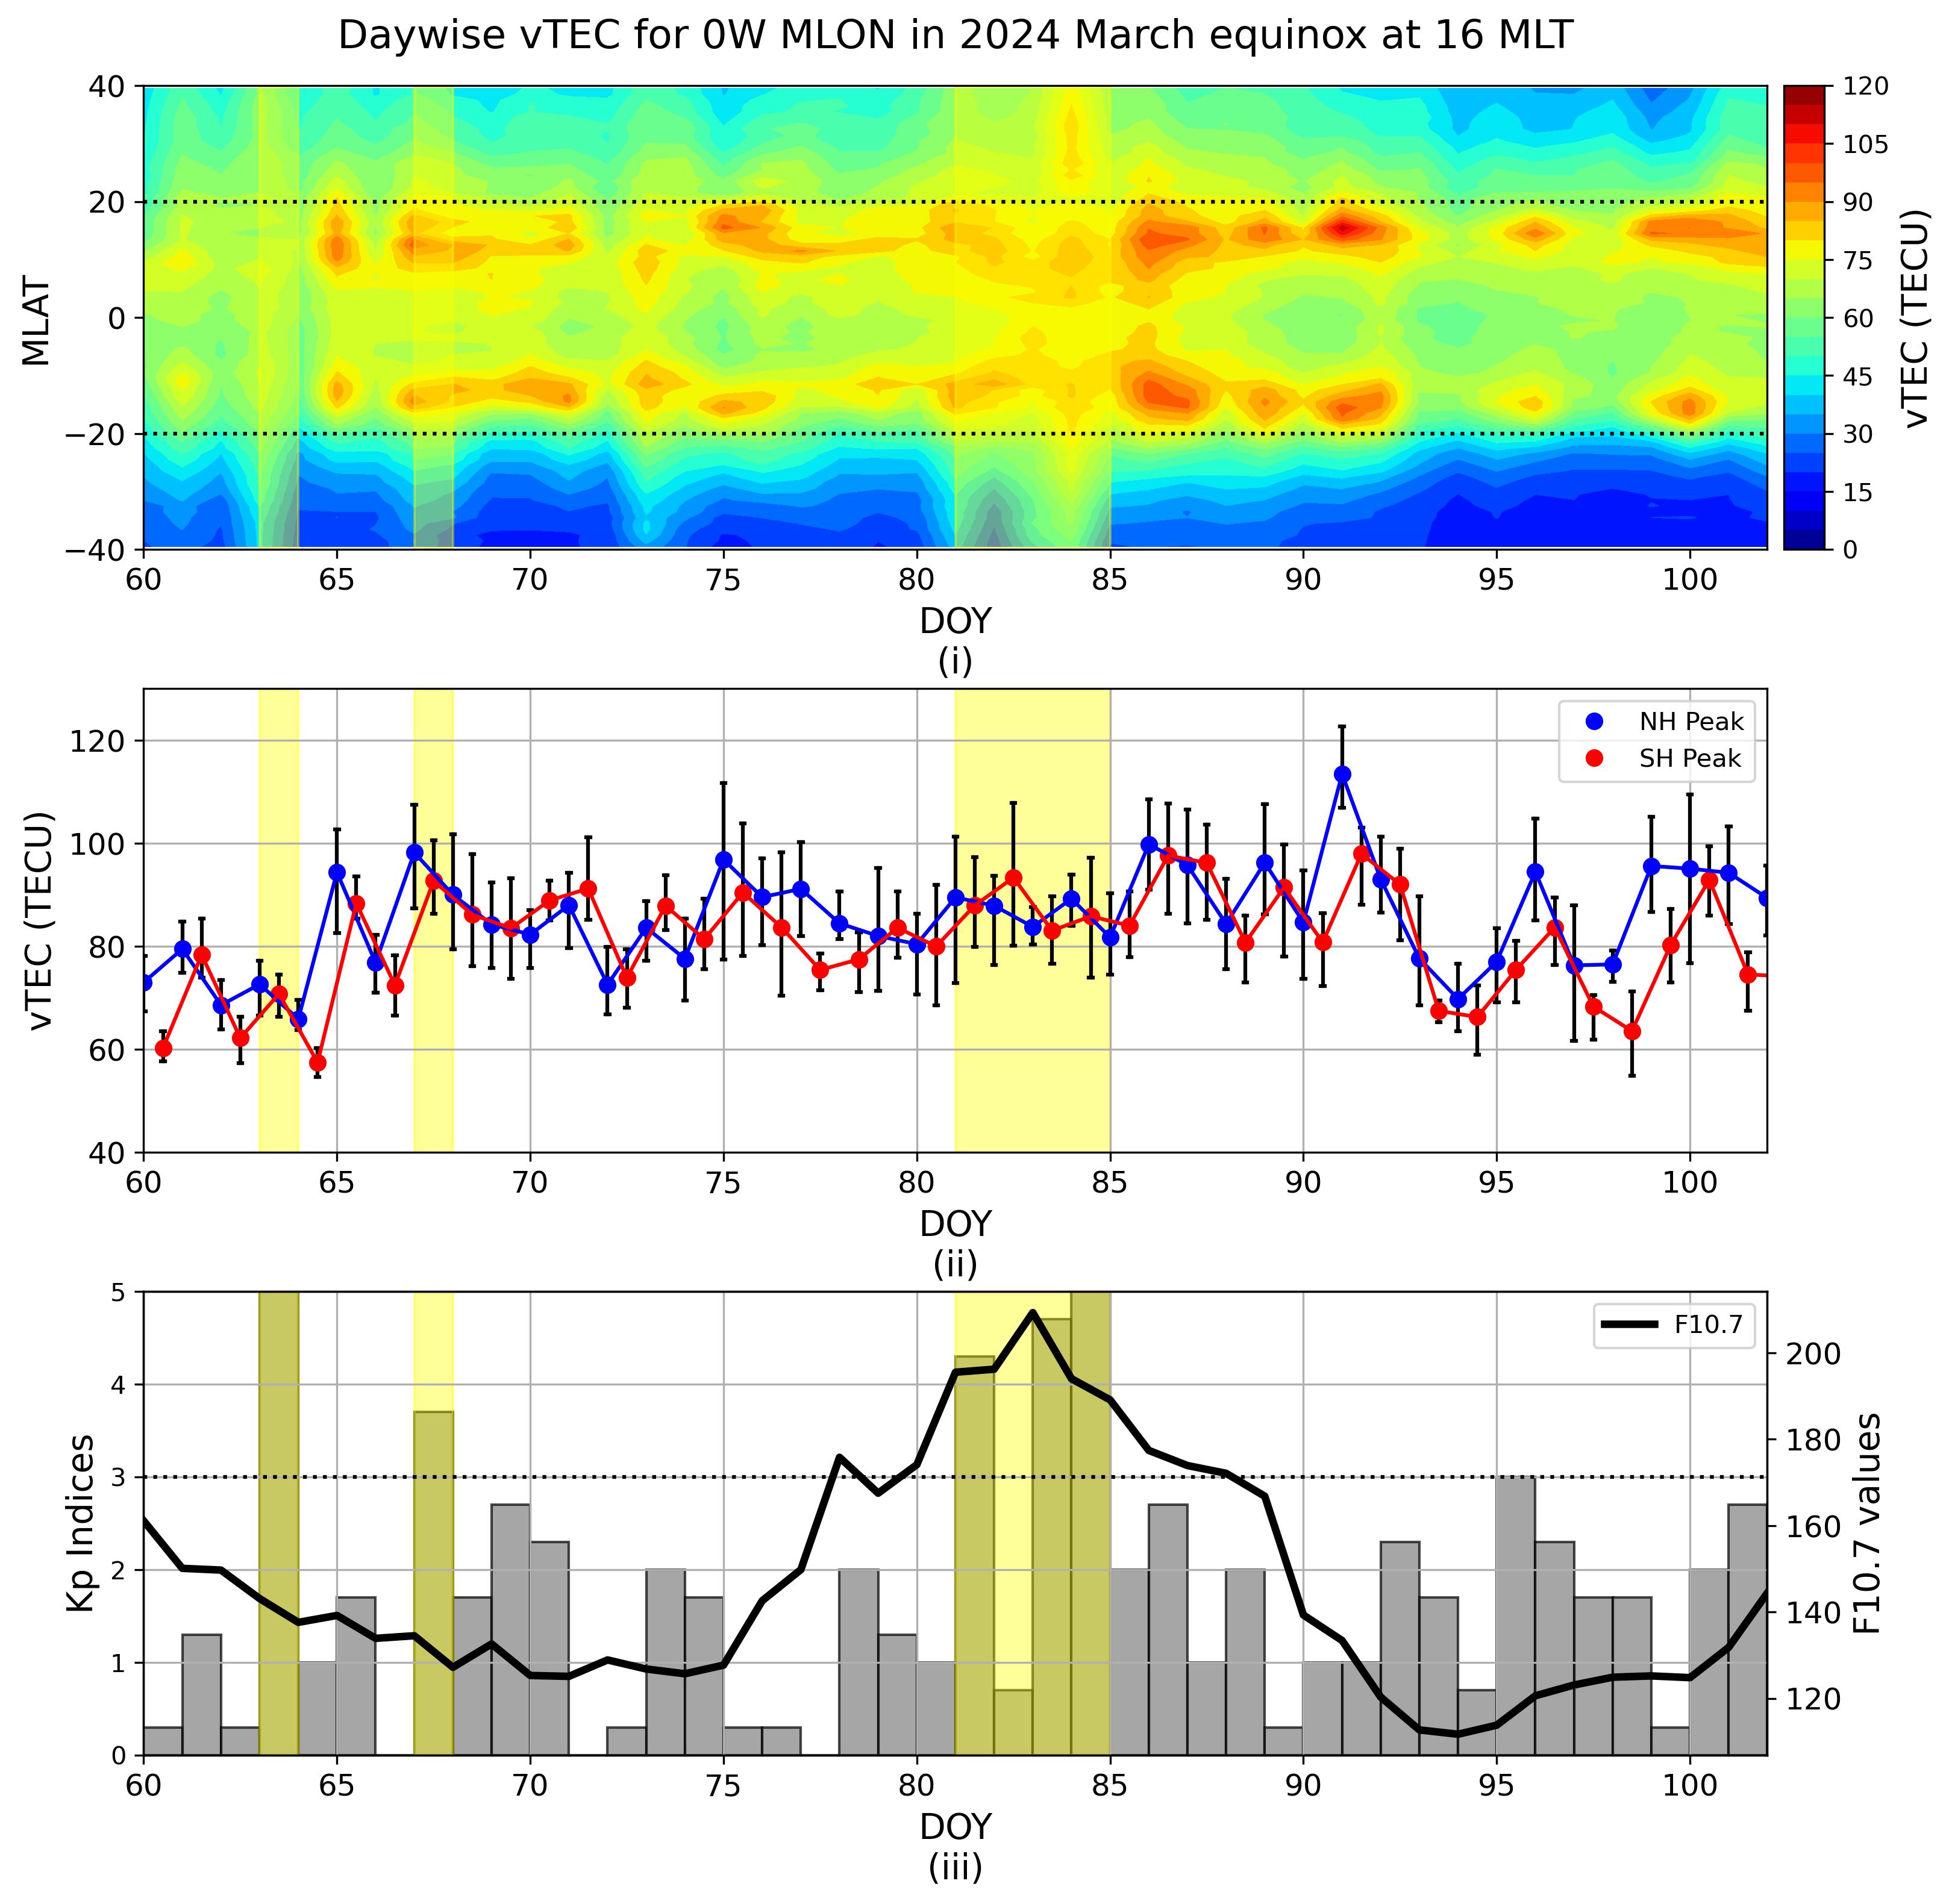 Daywise vTEC for 0W MLON in 2024 March equinox at 16 MLT
40
20
0
−20
−40
MLAT
60 65 70 75 80 85 90 95 100
DOY
(i)
120
105
90
75
60
45
30
15
0
vTEC (TECU)
120
100
80
60
40
vTEC (TECU)
NH Peak
SH Peak
60 65 70 75 80 85 90 95 100
DOY
(ii)
5
4
3
2
1
0
Kp Indices
F10.7
200
180
160
140
120
F10.7 values
60 65 70 75 80 85 90 95 100
DOY
(iii)